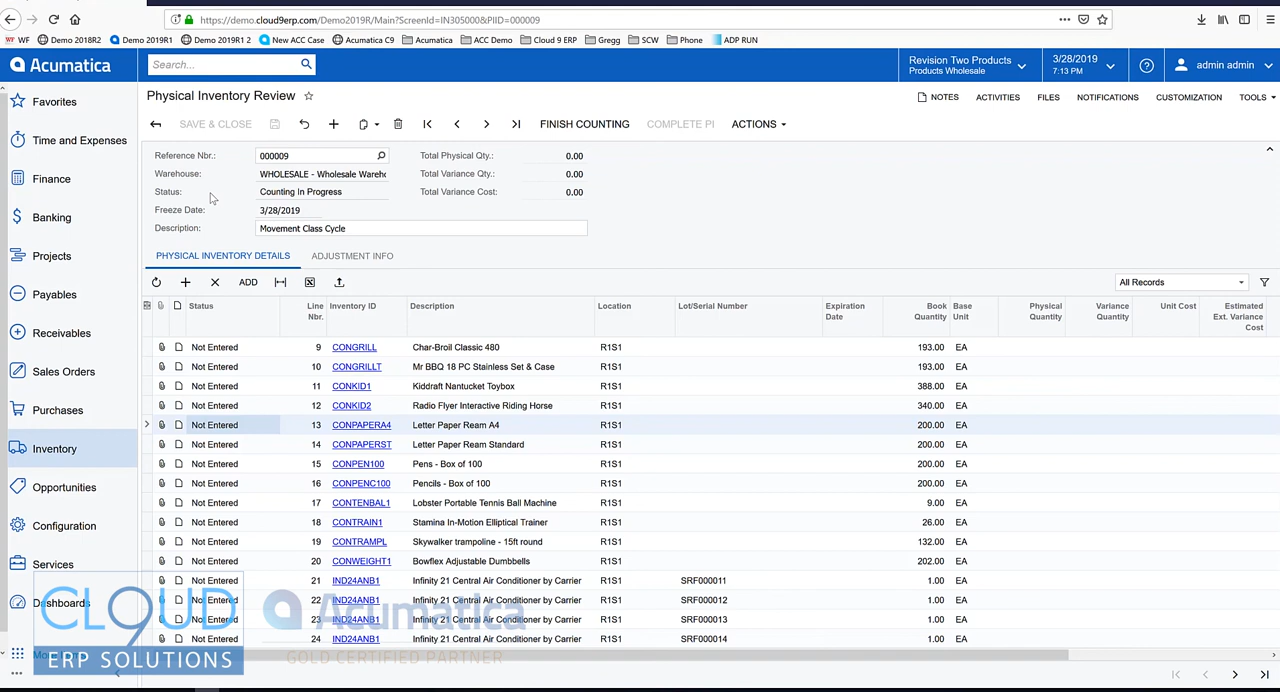 https://demo.cloud9erp.com/Demo2019R/Main?ScreenId=IN305000&PIID=000009
WF Demo 2018R2 Demo 2019R1 Demo 2019R1 2 New ACC Case Acumatica C9 Acumatica ACC Demo Cloud 9 ERP Gregg SCW Phone ADP RUN
Acumatica Search... Revision Two Products Products Wholesale 3/28/2019 7:13 PM admin admin
Physical Inventory Review NOTES ACTIVITIES FILES NOTIFICATIONS CUSTOMIZATION TOOLS
SAVE & CLOSE FINISH COUNTING COMPLETE PI ACTIONS
Favorites
Time and Expenses
Finance
Banking
Projects
Payables
Receivables
Sales Orders
Purchases
Inventory
Opportunities
Configuration
Services
Dashboards
Reference Nbr.: 000009 Total Physical Qty.: 0.00
Warehouse: WHOLESALE - Wholesale Wareho Total Variance Qty.: 0.00
Status: Counting In Progress Total Variance Cost: 0.00
Freeze Date: 3/28/2019
Description: Movement Class Cycle
PHYSICAL INVENTORY DETAILS ADJUSTMENT INFO
ADD All Records
Status Line Nbr. Inventory ID Description Location Lot/Serial Number Expiration Date Book Quantity Base Unit Physical Quantity Variance Quantity Unit Cost Estimated Ext. Variance Cost
Not Entered 9 CONGRILL Char-Broil Classic 480 R1S1 193.00 EA
Not Entered 10 CONGRILLT Mr BBQ 18 PC Stainless Set & Case R1S1 193.00 EA
Not Entered 11 CONKID1 Kiddraft Nantucket Toybox R1S1 388.00 EA
Not Entered 12 CONKID2 Radio Flyer Interactive Riding Horse R1S1 340.00 EA
Not Entered 13 CONPAPERA4 Letter Paper Ream A4 R1S1 200.00 EA
Not Entered 14 CONPAPERST Letter Paper Ream Standard R1S1 200.00 EA
Not Entered 15 CONPEN100 Pens - Box of 100 R1S1 200.00 EA
Not Entered 16 CONPENC100 Pencils - Box of 100 R1S1 200.00 EA
Not Entered 17 CONTENBAL1 Lobster Portable Tennis Ball Machine R1S1 9.00 EA
Not Entered 18 CONTRAIN1 Stamina In-Motion Elliptical Trainer R1S1 26.00 EA
Not Entered 19 CONTRAMPL Skywalker trampoline - 15ft round R1S1 132.00 EA
Not Entered 20 CONWEIGHT1 Bowflex Adjustable Dumbbells R1S1 202.00 EA
Not Entered 21 IND24ANB1 Infinity 21 Central Air Conditioner by Carrier R1S1 SRF000011 1.00 EA
Not Entered 22 IND24ANB1 Infinity 21 Central Air Conditioner by Carrier R1S1 SRF000012 1.00 EA
Not Entered 23 IND24ANB1 Infinity 21 Central Air Conditioner by Carrier R1S1 SRF000013 1.00 EA
Not Entered 24 IND24ANB1 Infinity 21 Central Air Conditioner by Carrier R1S1 SRF000014 1.00 EA
CLOUD9 Acumatica
ERP SOLUTIONS GOLD CERTIFIED PARTNER